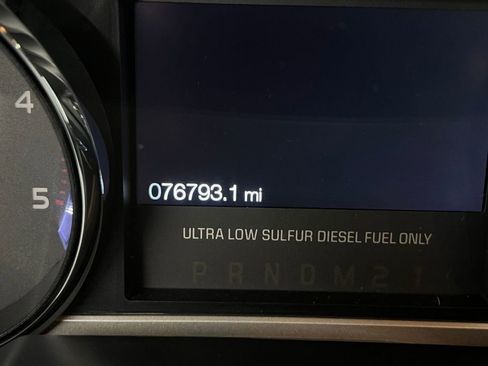 4
5
076793.1 mi
ULTRA LOW SULFUR DIESEL FUEL ONLY
P R N D M 2 1